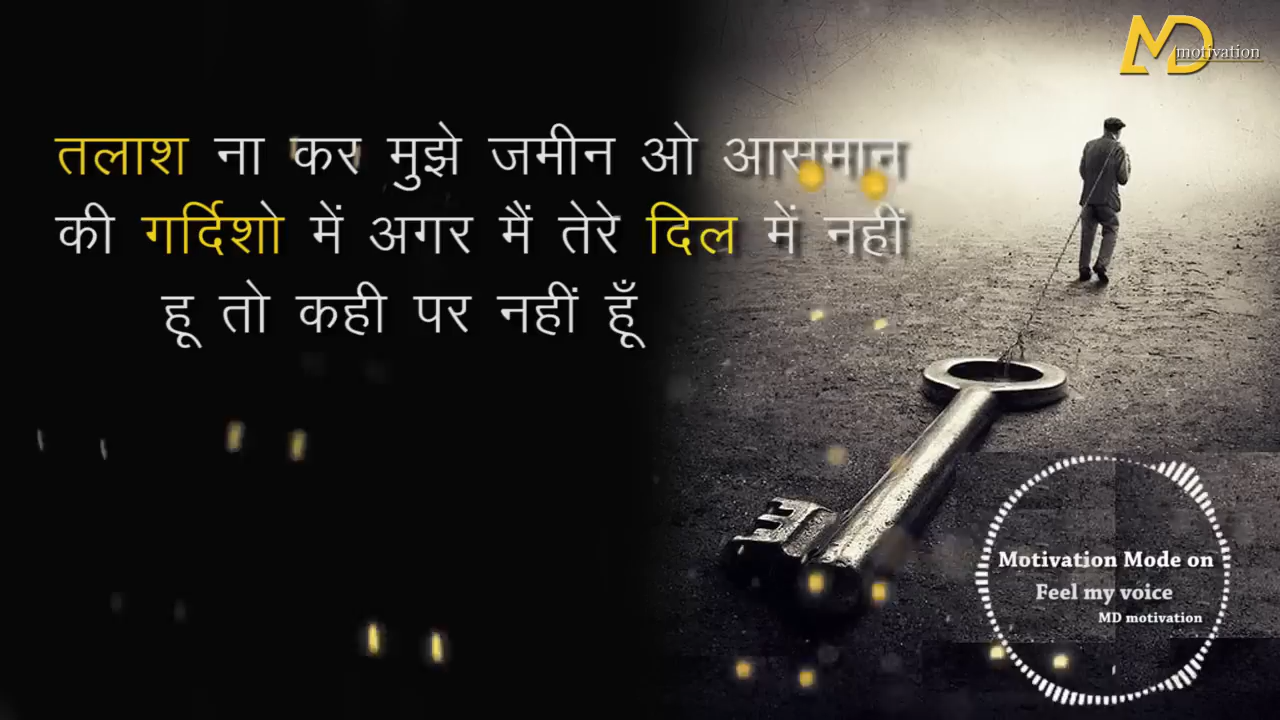 MD motivation
तलाश ना कर मुझे जमीन ओ आसमान
की गर्दिशो में अगर मैं तेरे दिल में नहीं
हू तो कही पर नहीं हूँ
Motivation Mode on
Feel my voice
MD motivation